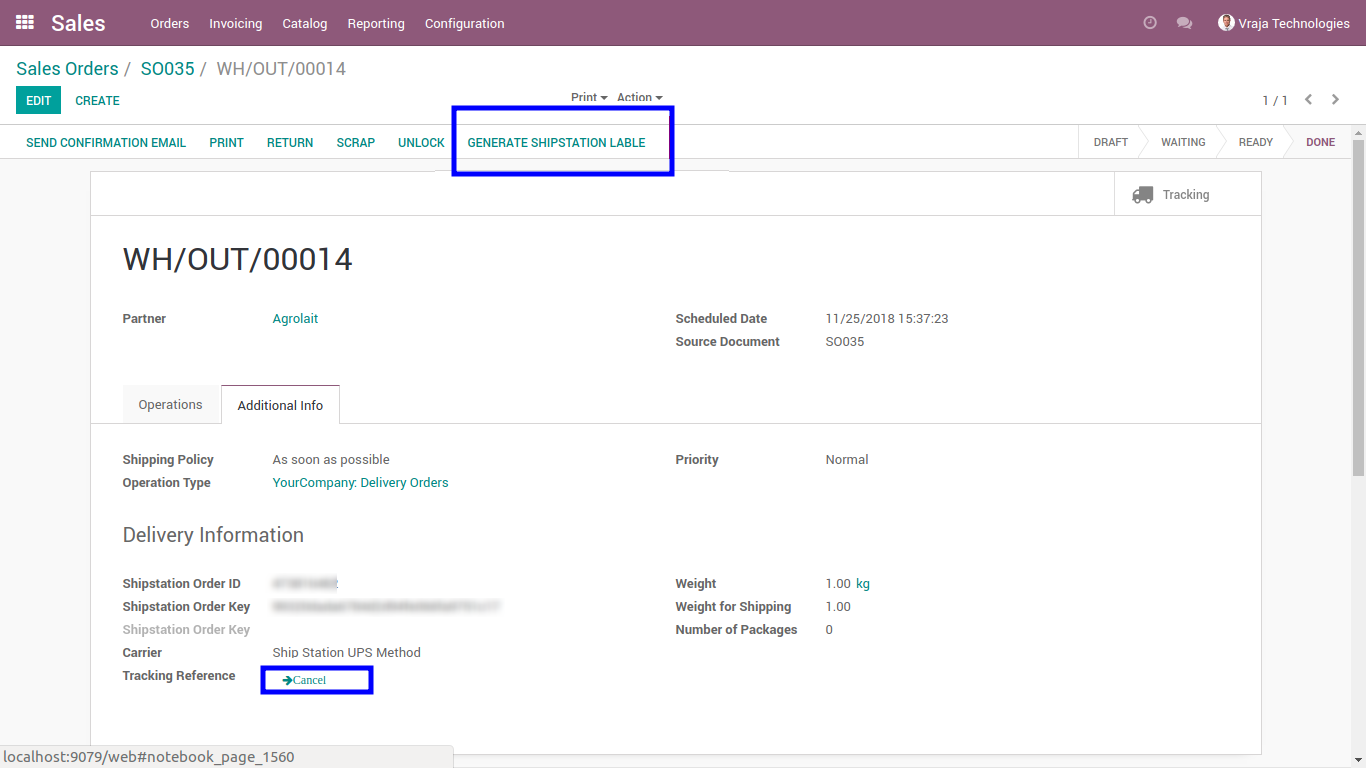 Sales Orders Invoicing Catalog Reporting Configuration Vraja Technologies
Sales Orders / SO035 / WH/OUT/00014
EDIT CREATE Print Action 1 / 1
SEND CONFIRMATION EMAIL PRINT RETURN SCRAP UNLOCK GENERATE SHIPSTATION LABLE DRAFT WAITING READY DONE
Tracking
WH/OUT/00014
Partner Agrolait Scheduled Date 11/25/2018 15:37:23
Source Document SO035
Operations Additional Info
Shipping Policy As soon as possible Priority Normal
Operation Type YourCompany: Delivery Orders
Delivery Information
Shipstation Order ID Weight 1.00 kg
Shipstation Order Key Weight for Shipping 1.00
Shipstation Order Key Number of Packages 0
Carrier Ship Station UPS Method
Tracking Reference Cancel
localhost:9079/web#notebook_page_1560